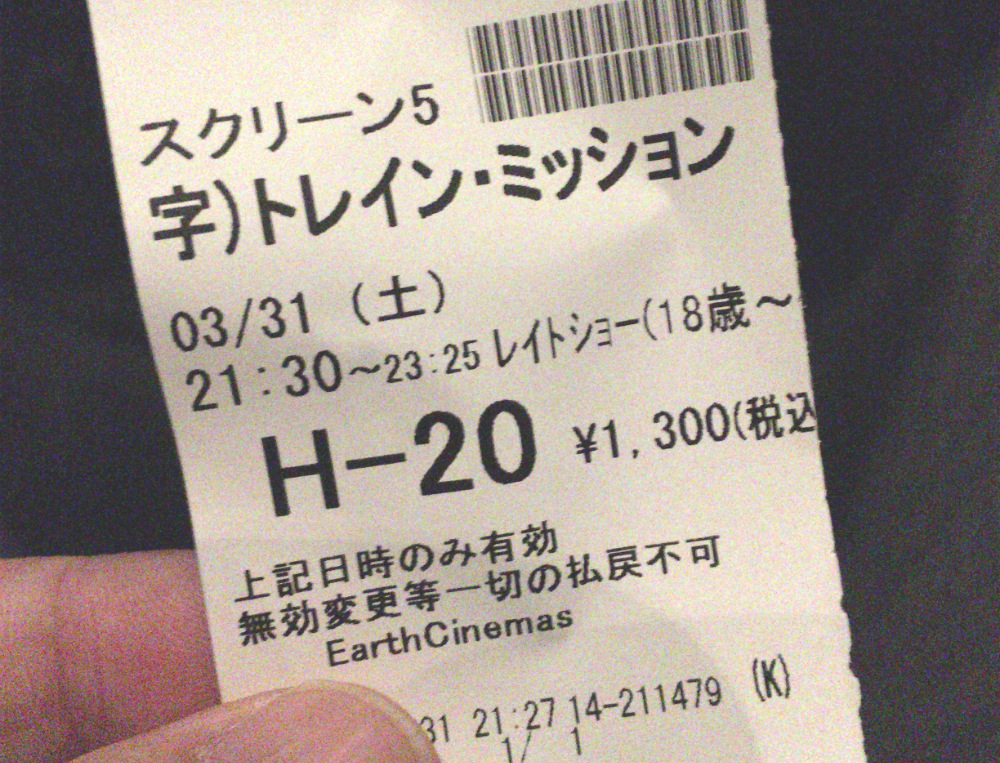 スクリーン5
字)トレイン・ミッション
03/31 (土)
21:30~23:25 レイトショー(18歳~
H-20 ¥1,300(税込
上記日時のみ有効
無効変更等一切の払戻不可
EarthCinemas
31 21:27 14-211479 (K)
1/ 1